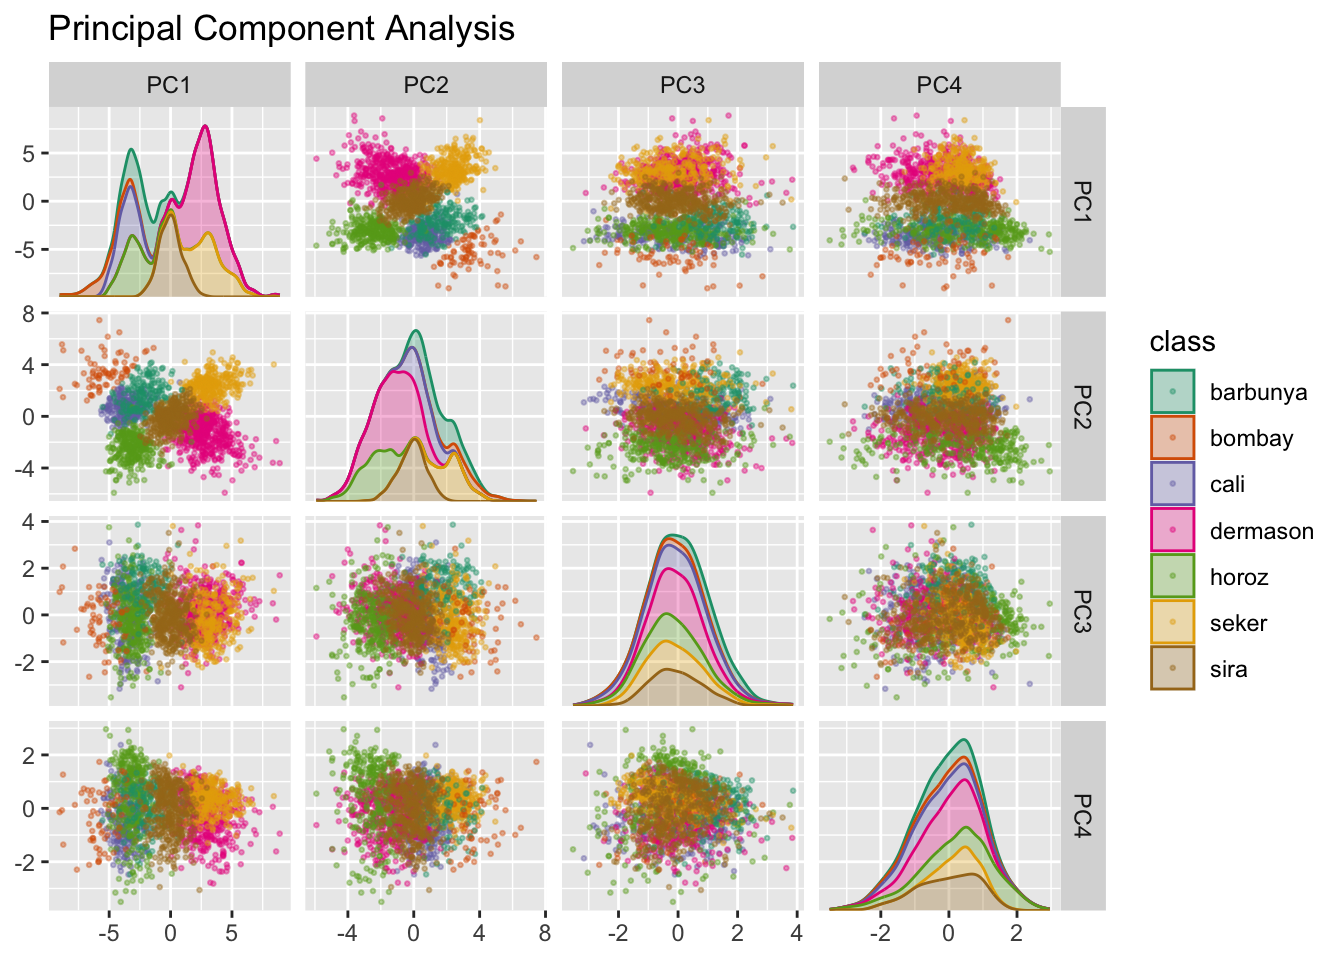 Principal Component Analysis
PC1 PC2 PC3 PC4
5
0
-5
PC1
8
4
0
-4
PC2
4
2
0
-2
PC3
2
0
-2
PC4
-5 0 5 -4 0 4 8 -2 0 2 4 -2 0 2
class
barbunya
bombay
cali
dermason
horoz
seker
sira